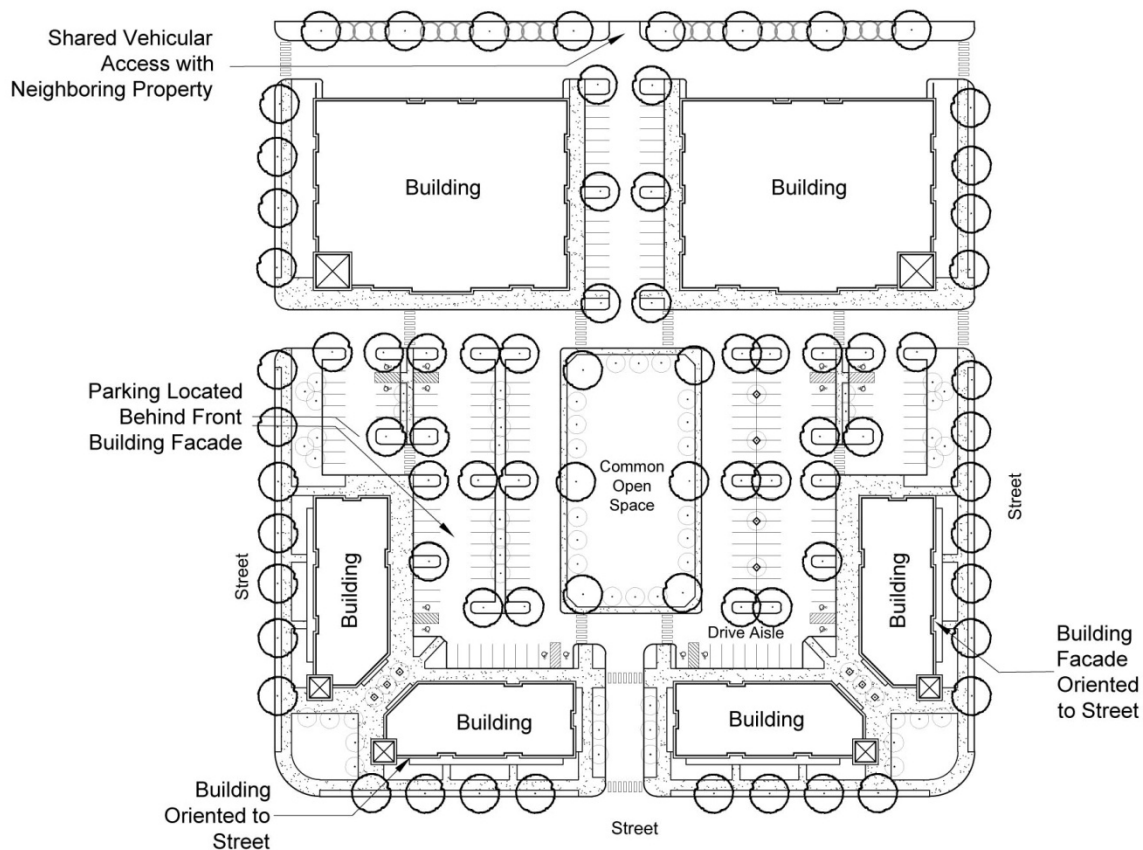 Shared Vehicular
Access with
Neighboring Property
Building
Building
Parking Located
Behind Front
Building Facade
Common
Open
Space
Street
Street
Building
Building
Drive Aisle
Building
Facade
Oriented
to Street
Building
Building
Building
Oriented to
Street
Street